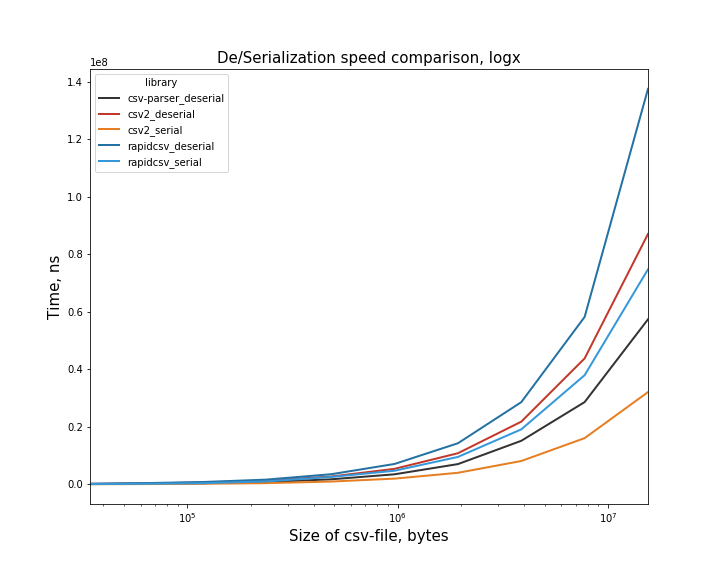 De/Serialization speed comparison, logx
1e8
1.4
1.2
1.0
0.8
0.6
0.4
0.2
0.0
Time, ns
library
csv-parser_deserial
csv2_deserial
csv2_serial
rapidcsv_deserial
rapidcsv_serial
10^5
10^6
10^7
Size of csv-file, bytes